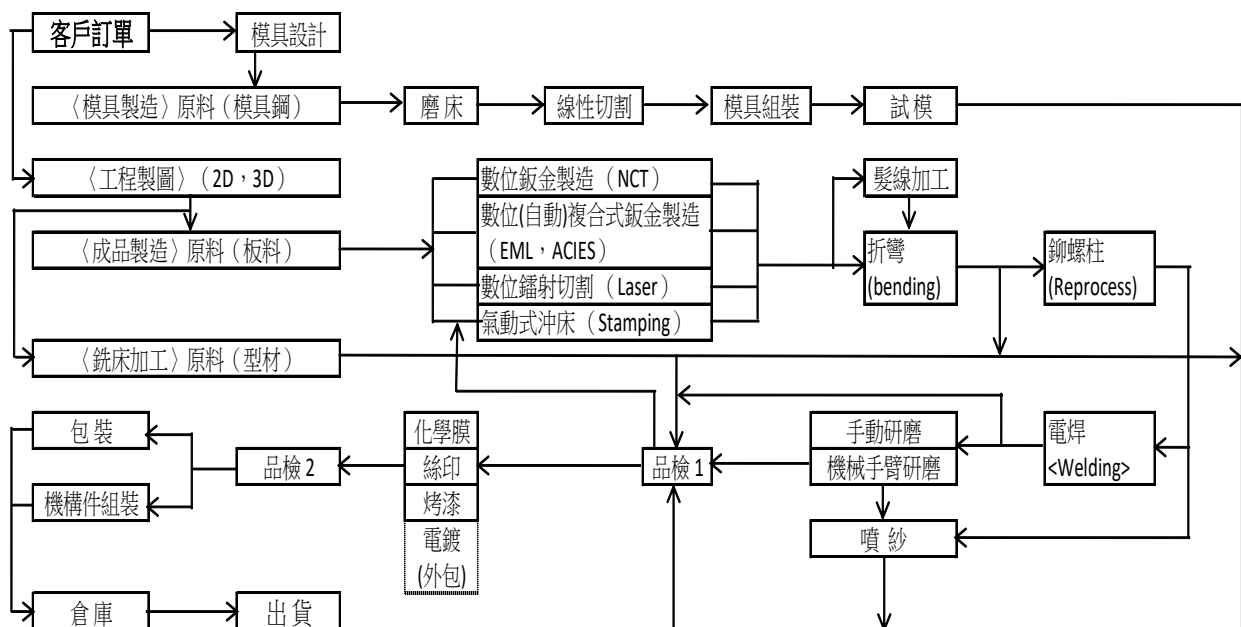 客戶訂單
模具設計
〈模具製造〉原料（模具鋼）
磨床
線性切割
模具組裝
試模
〈工程製圖〉（2D，3D）
數位鈑金製造（NCT）
髮線加工
數位(自動)複合式鈑金製造
（EML，ACIES）
〈成品製造〉原料（板料）
折彎
(bending)
鉚螺柱
(Reprocess)
數位鐳射切割（Laser）
氣動式沖床（Stamping）
〈銑床加工〉原料（型材）
包裝
機構件組裝
品檢 2
化學膜
絲印
烤漆
電鍍
(外包)
品檢 1
手動研磨
機械手臂研磨
電焊
<Welding>
噴紗
倉庫
出貨